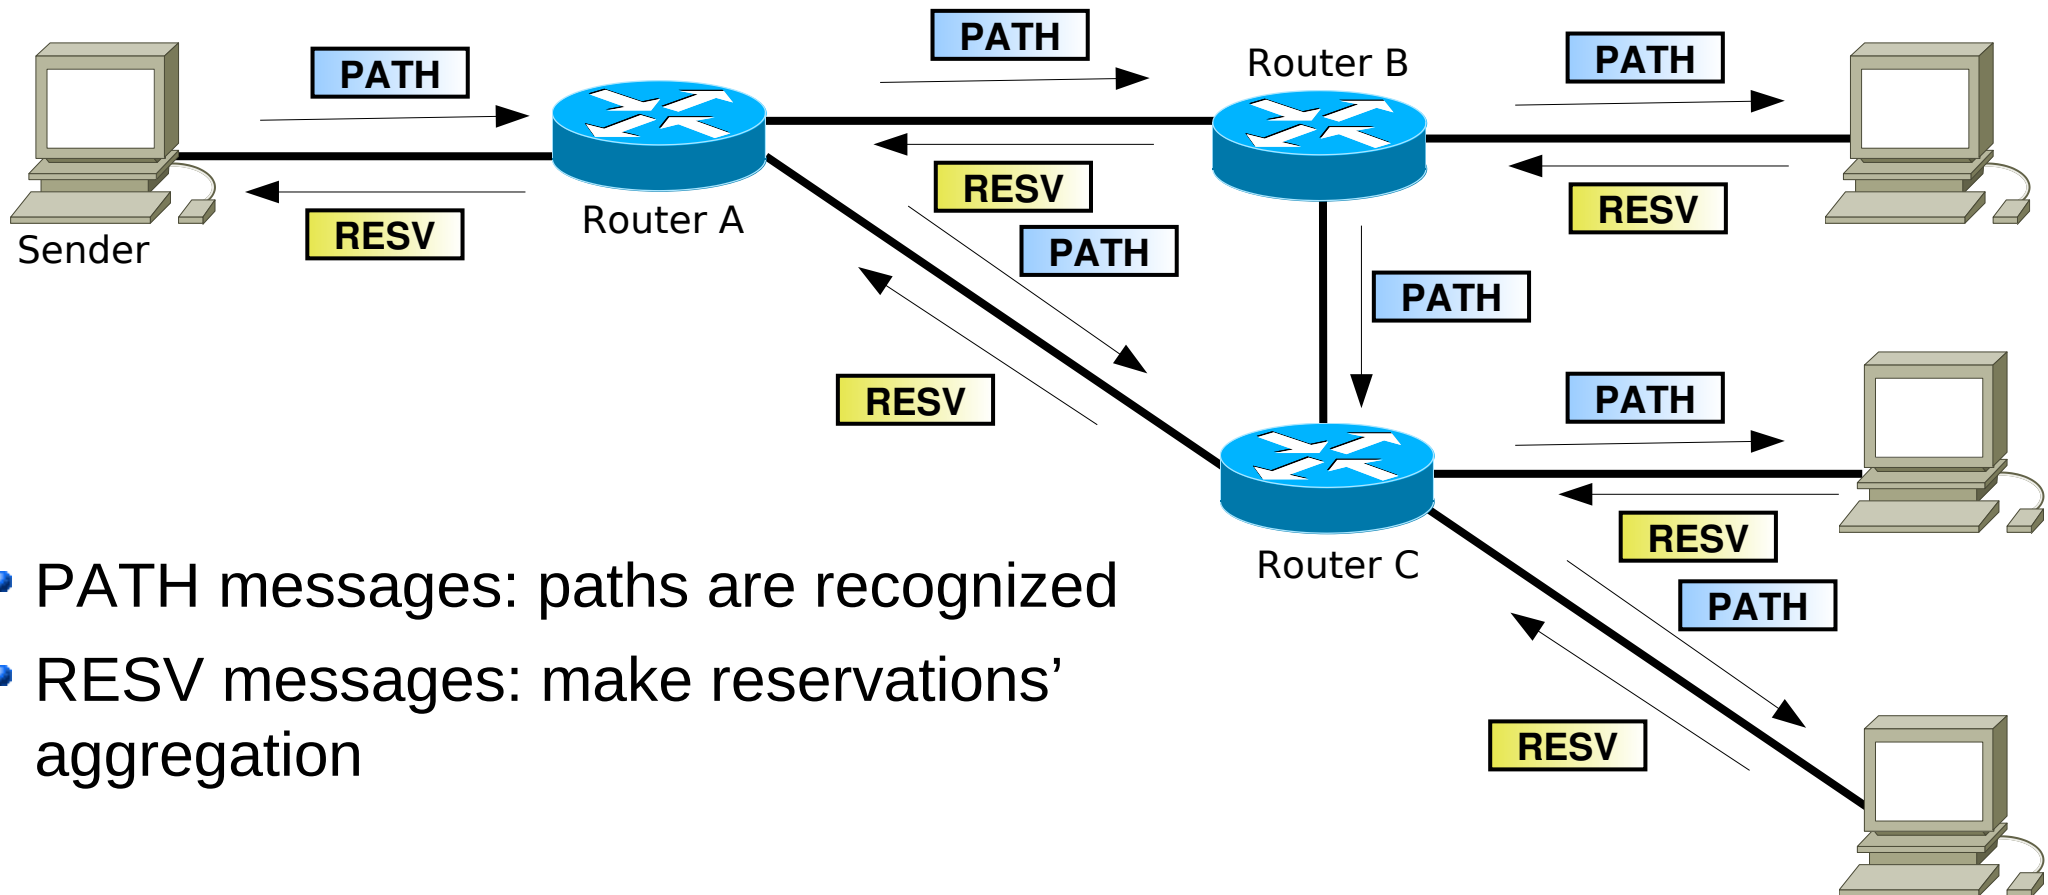 PATH
PATH
Router B
PATH
Sender
RESV
Router A
RESV
PATH
RESV
PATH
RESV
PATH
RESV
Router C
PATH
RESV
PATH messages: paths are recognized
RESV messages: make reservations’
aggregation